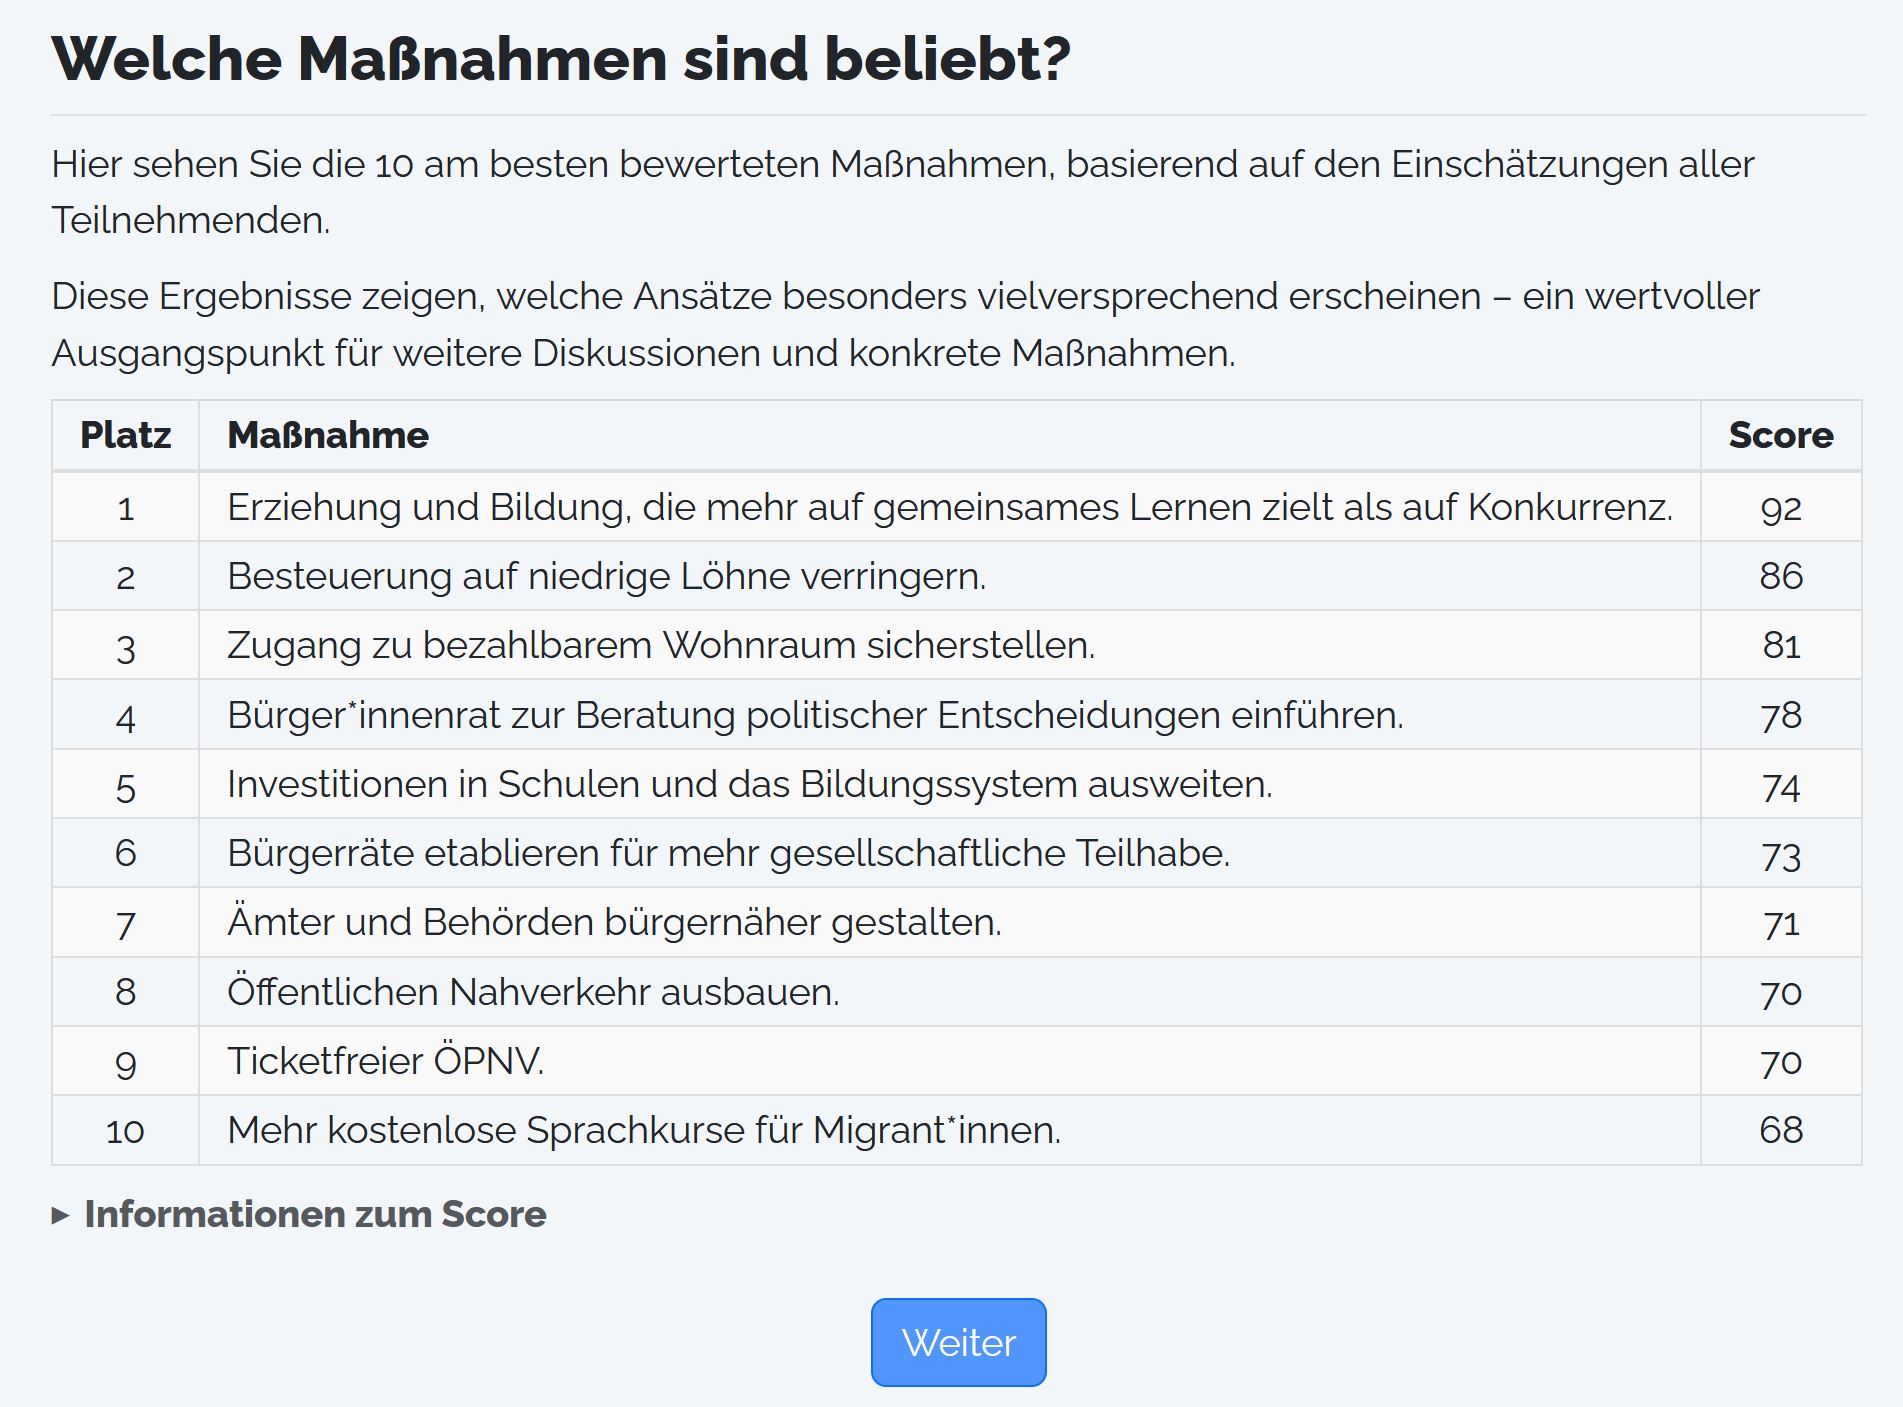 Welche Maßnahmen sind beliebt?
Hier sehen Sie die 10 am besten bewerteten Maßnahmen, basierend auf den Einschätzungen aller
Teilnehmenden.
Diese Ergebnisse zeigen, welche Ansätze besonders vielversprechend erscheinen – ein wertvoller
Ausgangspunkt für weitere Diskussionen und konkrete Maßnahmen.
Platz Maßnahme Score
1 Erziehung und Bildung, die mehr auf gemeinsames Lernen zielt als auf Konkurrenz. 92
2 Besteuerung auf niedrige Löhne verringern. 86
3 Zugang zu bezahlbarem Wohnraum sicherstellen. 81
4 Bürger*innenrat zur Beratung politischer Entscheidungen einführen. 78
5 Investitionen in Schulen und das Bildungssystem ausweiten. 74
6 Bürgerräte etablieren für mehr gesellschaftliche Teilhabe. 73
7 Ämter und Behörden bürgernäher gestalten. 71
8 Öffentlichen Nahverkehr ausbauen. 70
9 Ticketfreier ÖPNV. 70
10 Mehr kostenlose Sprachkurse für Migrant*innen. 68
► Informationen zum Score
Weiter